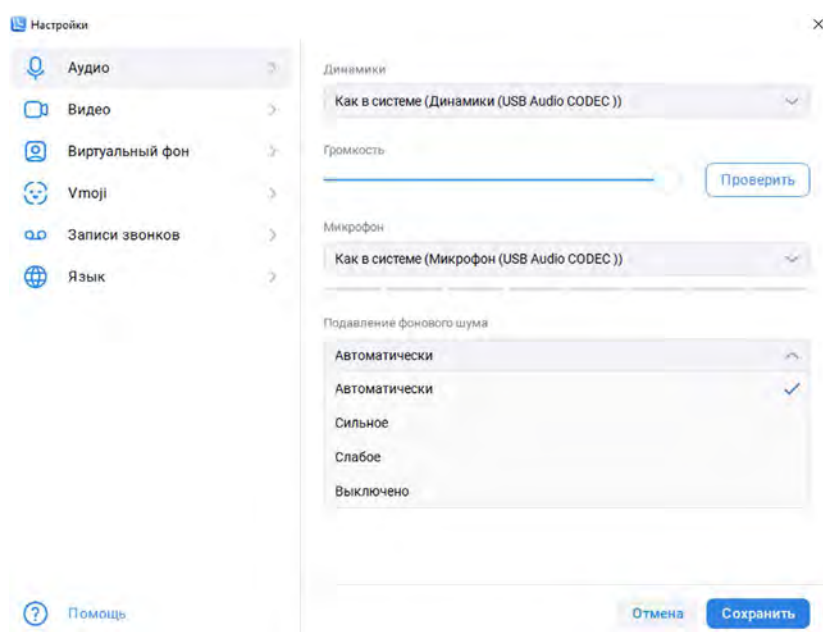 Настройки
Аудио
Видео
Виртуальный фон
Vmoji
Записи звонков
Язык
Помощь
Динамики
Как в системе (Динамики (USB Audio CODEC ))
Громкость
Проверить
Микрофон
Как в системе (Микрофон (USB Audio CODEC ))
Подавление фонового шума
Автоматически
Автоматически
Сильное
Слабое
Выключено
Отмена
Сохранить